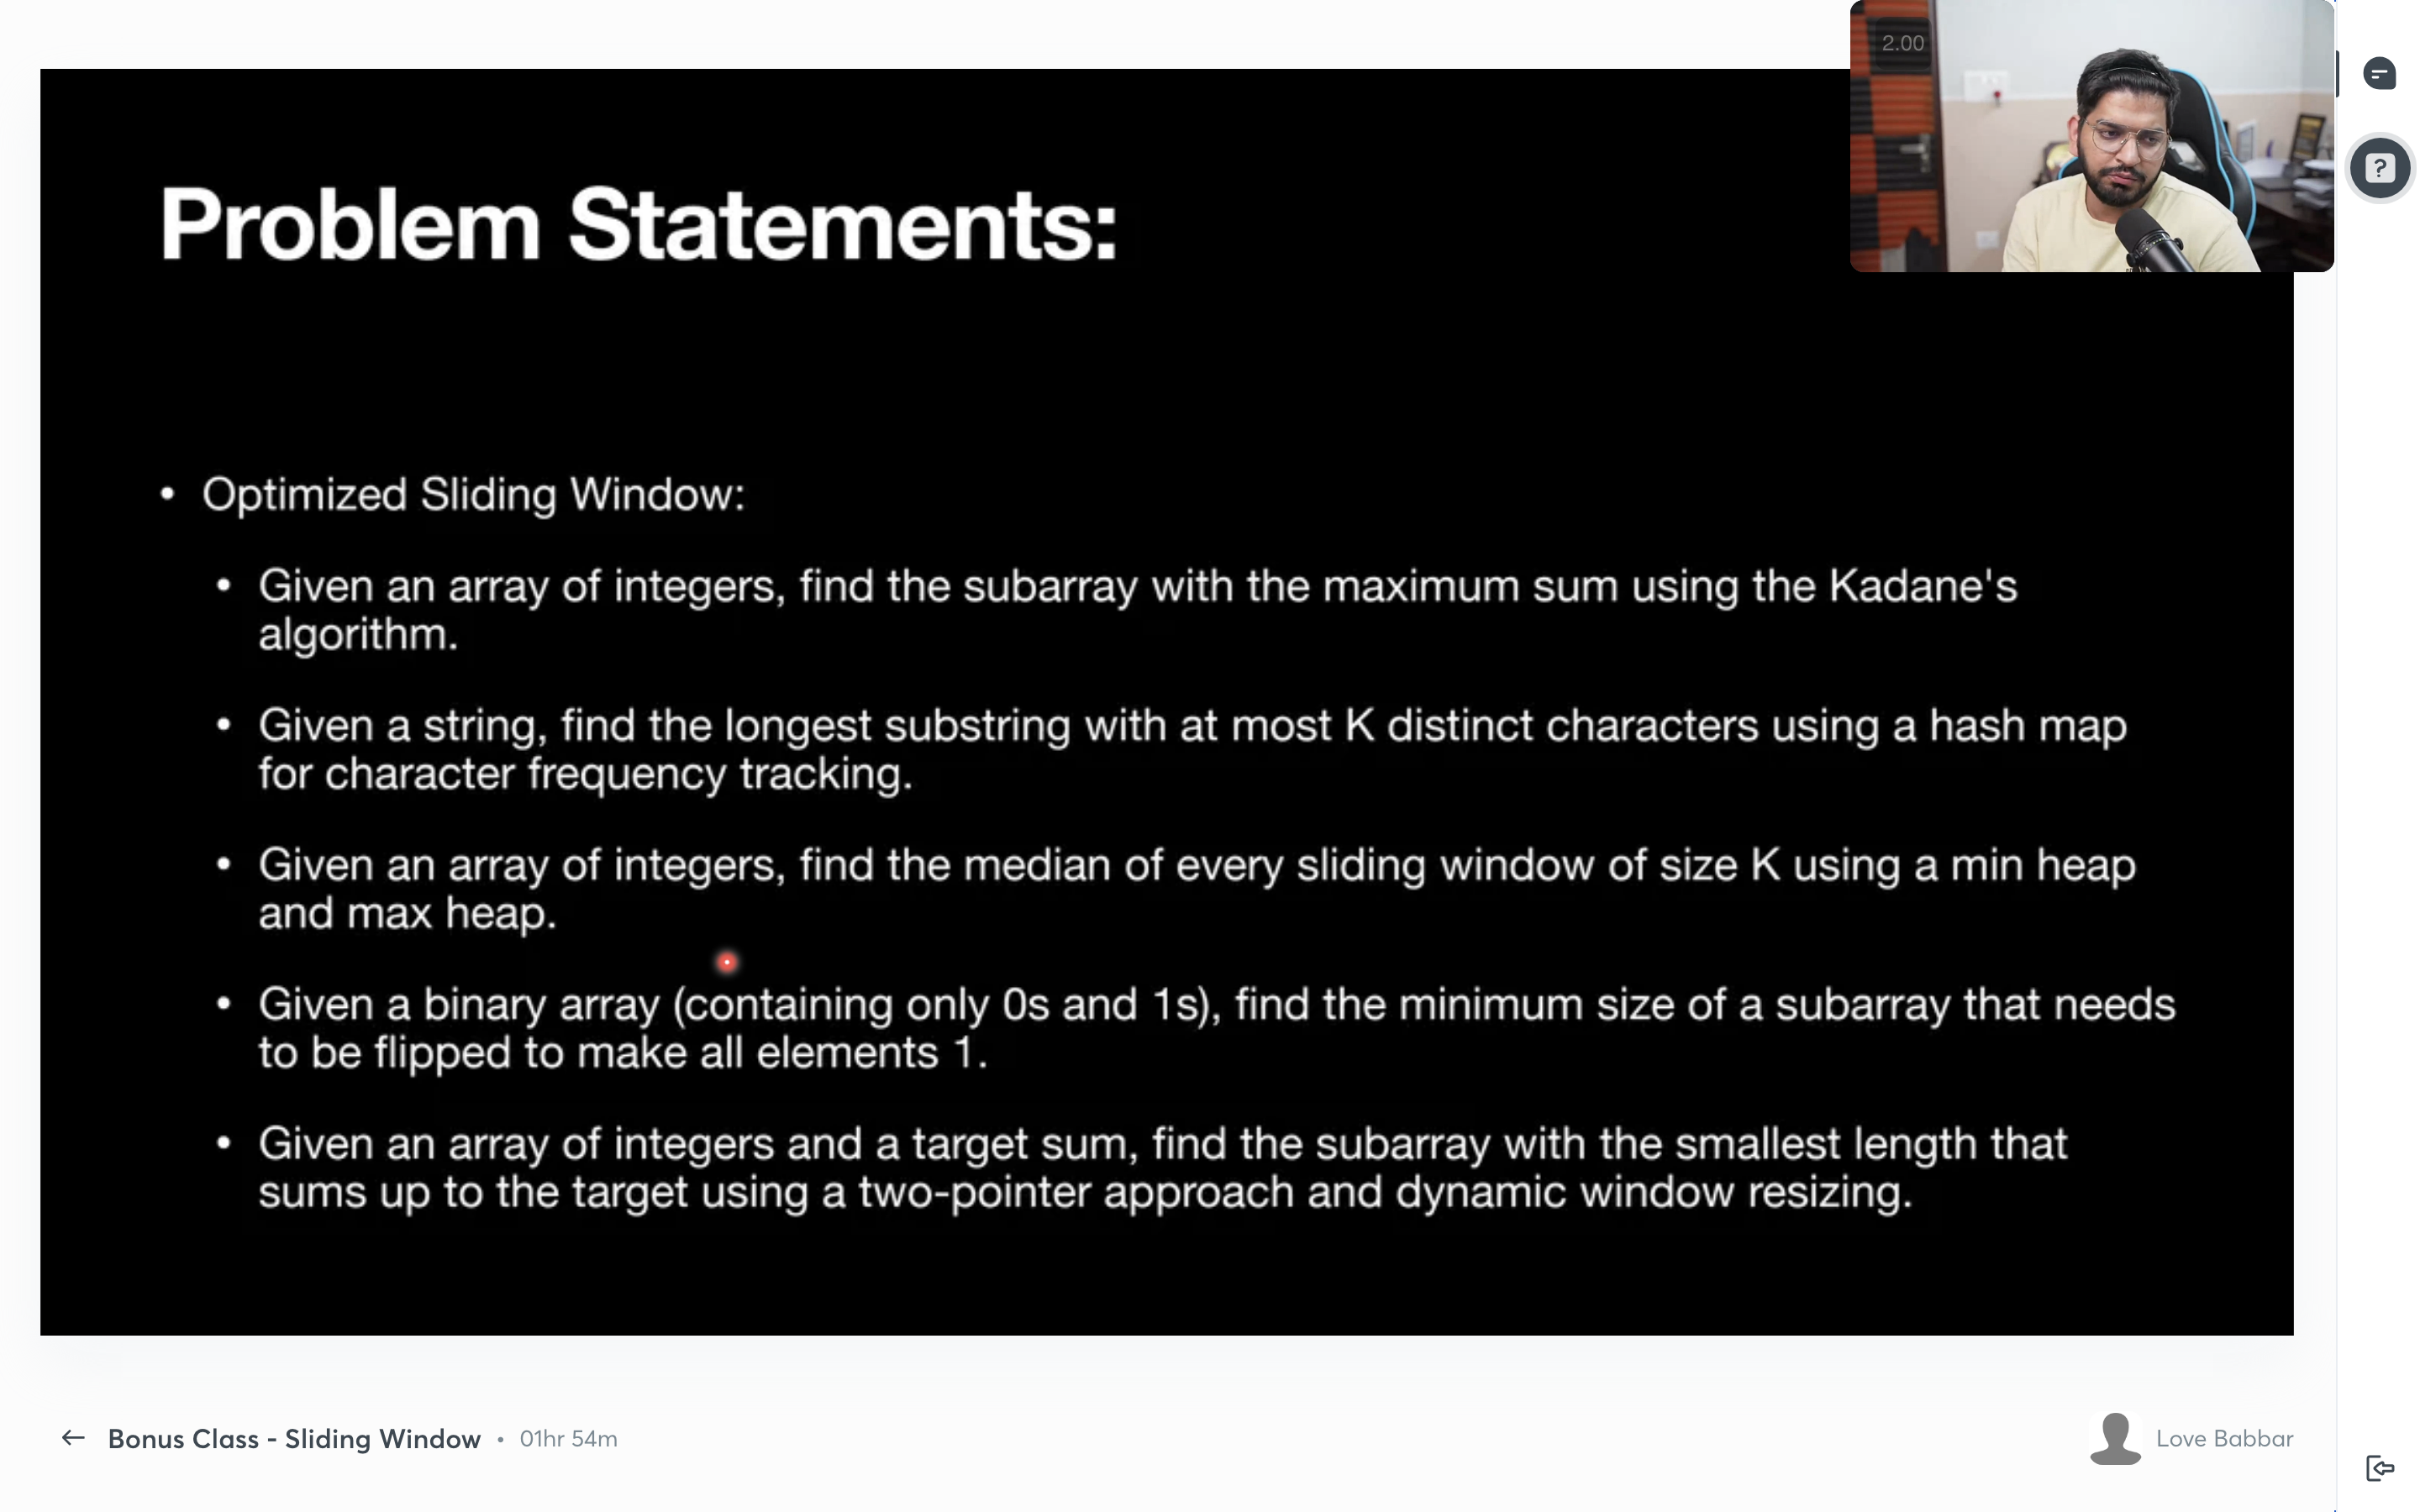 2.00
Problem Statements:
• Optimized Sliding Window:
• Given an array of integers, find the subarray with the maximum sum using the Kadane's
algorithm.
• Given a string, find the longest substring with at most K distinct characters using a hash map
for character frequency tracking.
• Given an array of integers, find the median of every sliding window of size K using a min heap
and max heap.
• Given a binary array (containing only 0s and 1s), find the minimum size of a subarray that needs
to be flipped to make all elements 1.
• Given an array of integers and a target sum, find the subarray with the smallest length that
sums up to the target using a two-pointer approach and dynamic window resizing.
Bonus Class - Sliding Window • 01hr 54m
Love Babbar